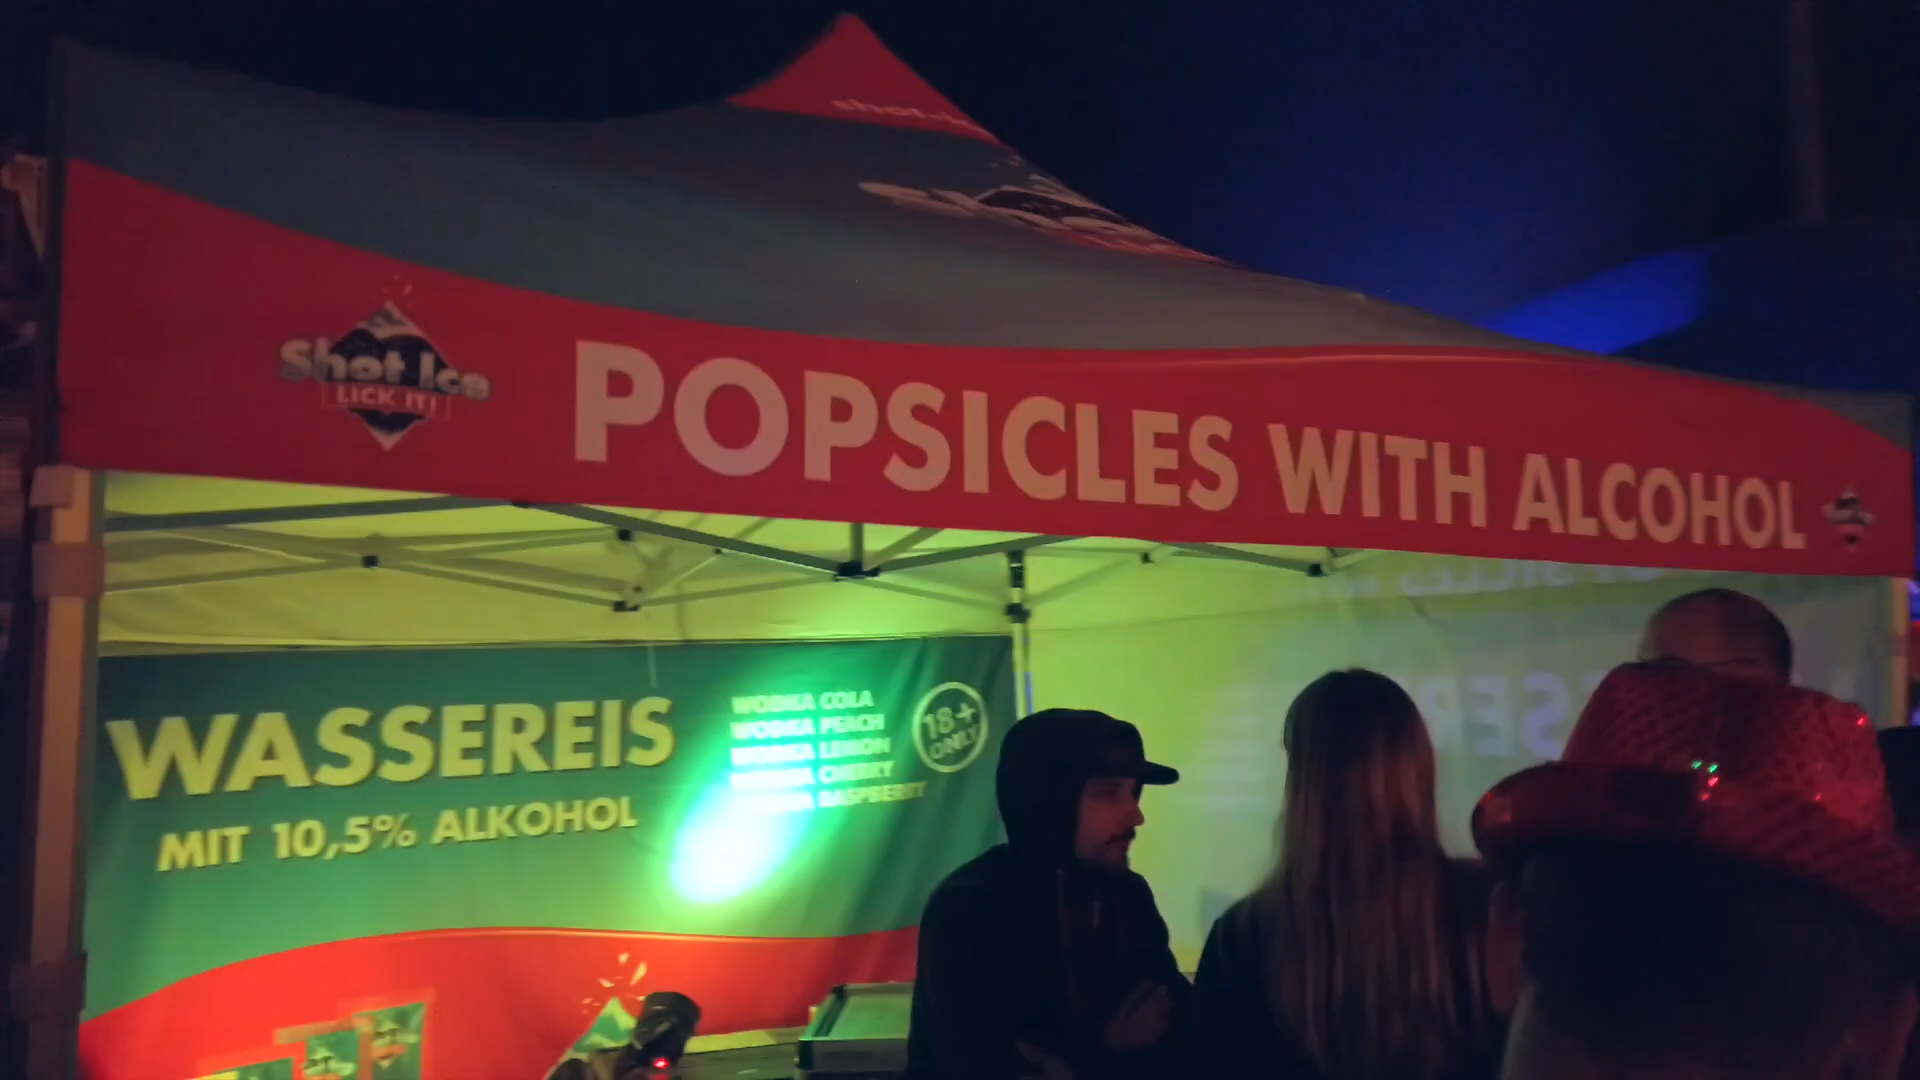 shot-
Shot Ice
LICK IT!
POPSICLES WITH ALCOHOL
WASSEREIS
MIT 10,5% ALKOHOL
WODKA COLA
WODKA PEACH
WODKA LEMON
WODKA CHERRY
WODKA RASPBERRY
18+
ONLY